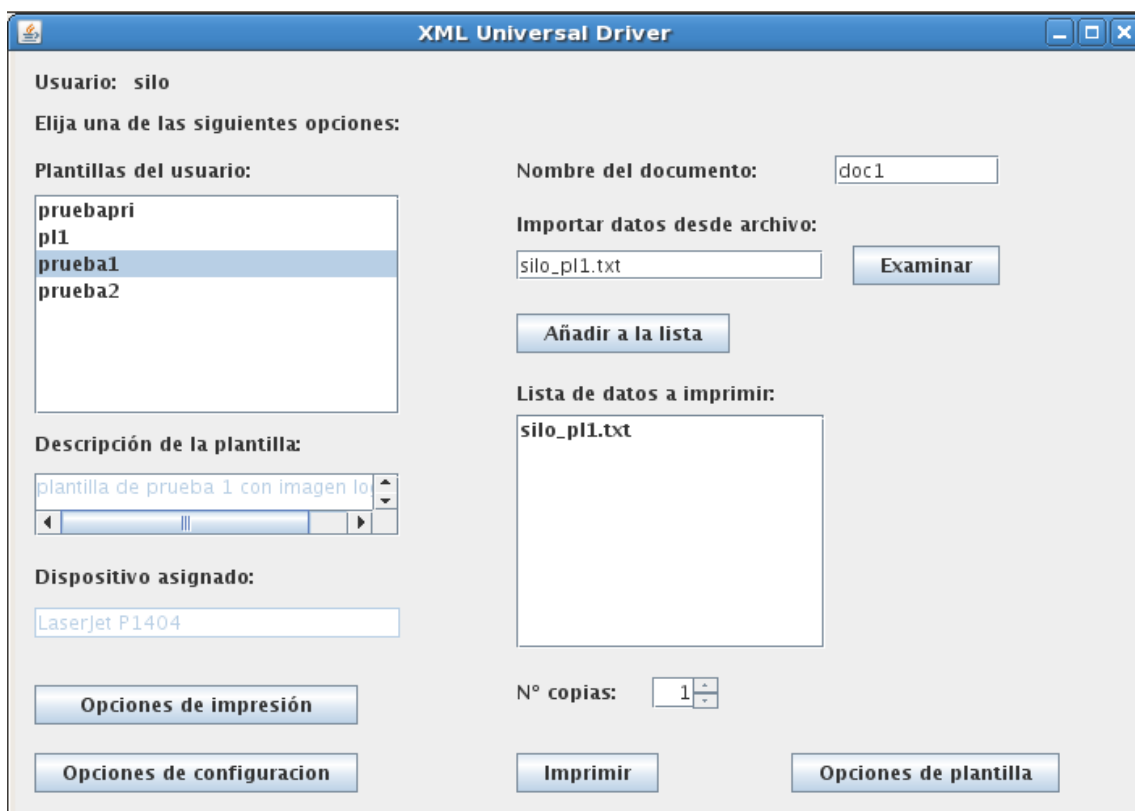 XML Universal Driver
Usuario: silo
Elija una de las siguientes opciones:
Plantillas del usuario:
pruebapri
pl1
prueba1
prueba2
Descripción de la plantilla:
plantilla de prueba 1 con imagen log
Dispositivo asignado:
LaserJet P1404
Opciones de impresión
Opciones de configuracion
Nombre del documento: doc1
Importar datos desde archivo:
silo_pl1.txt Examinar
Añadir a la lista
Lista de datos a imprimir:
silo_pl1.txt
N° copias: 1
Imprimir Opciones de plantilla